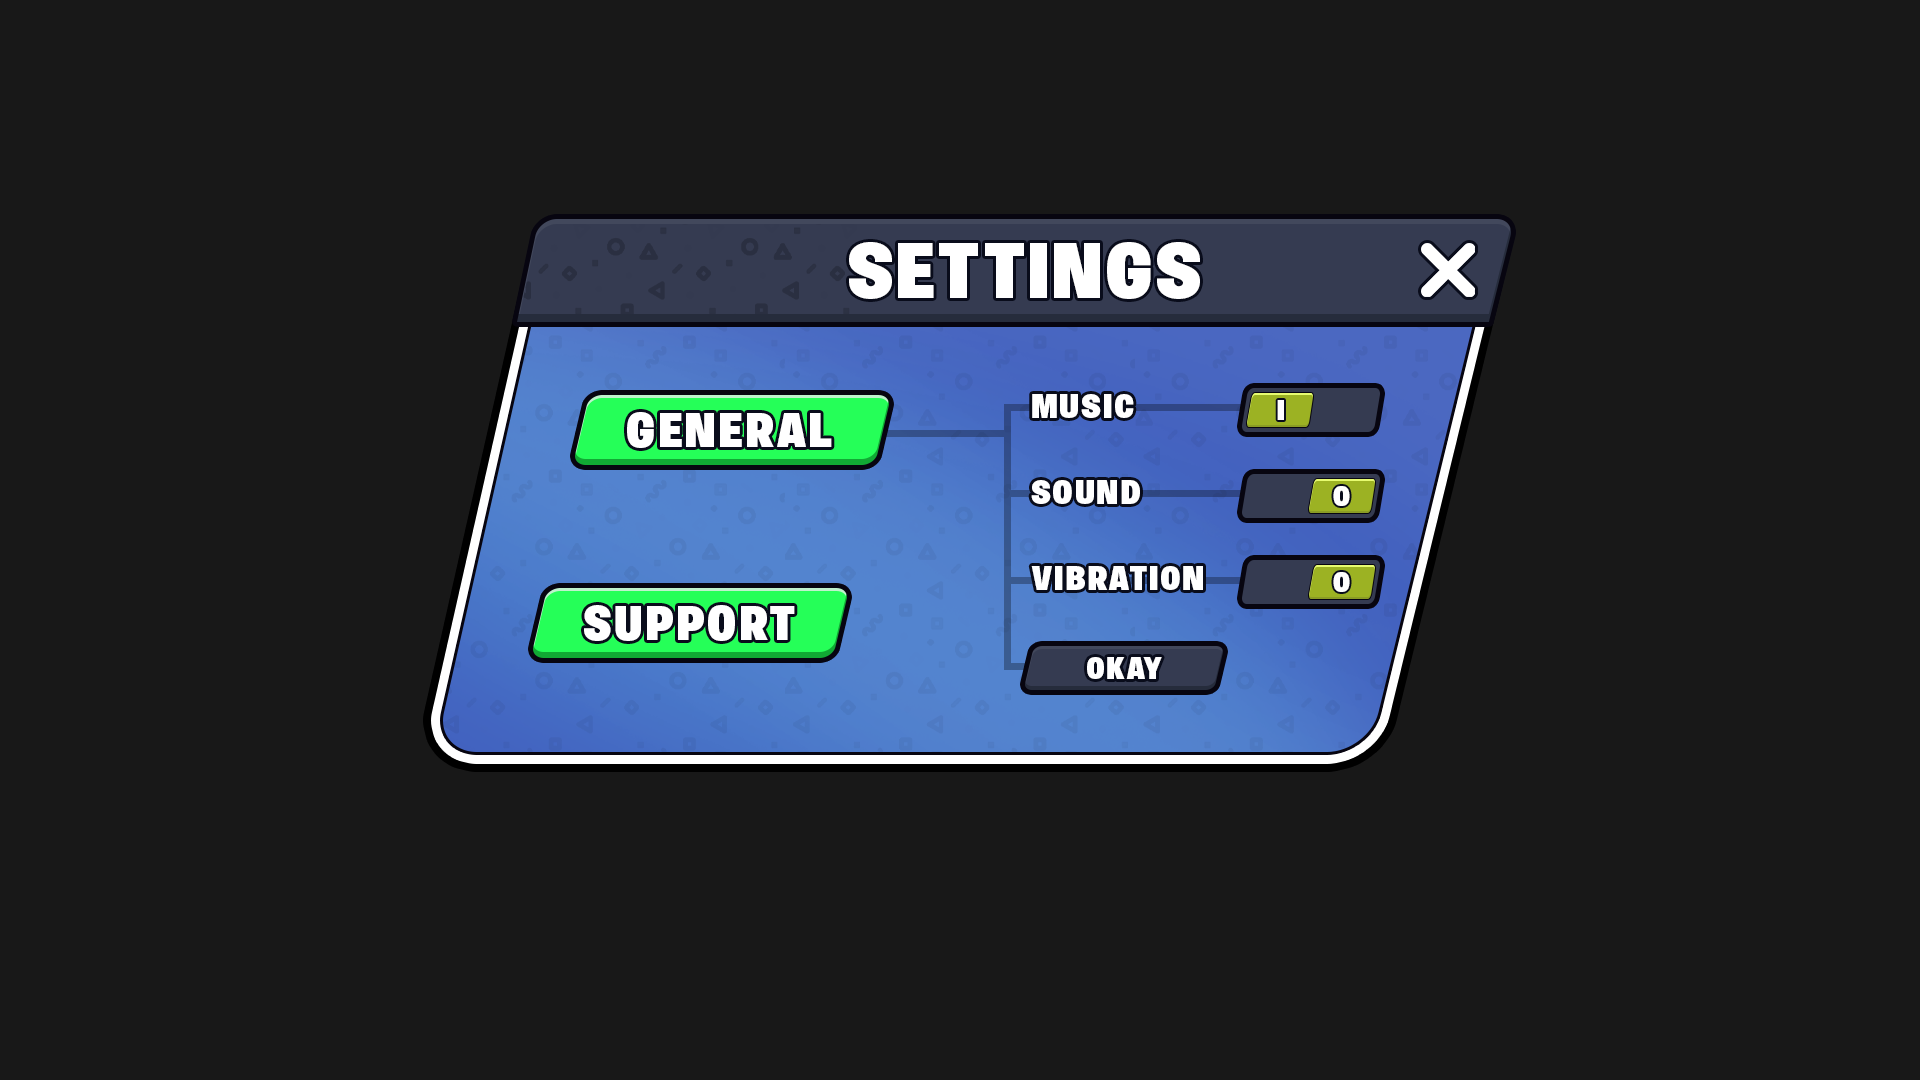 SETTINGS
GENERAL
MUSIC
I
SOUND
O
VIBRATION
O
SUPPORT
OKAY